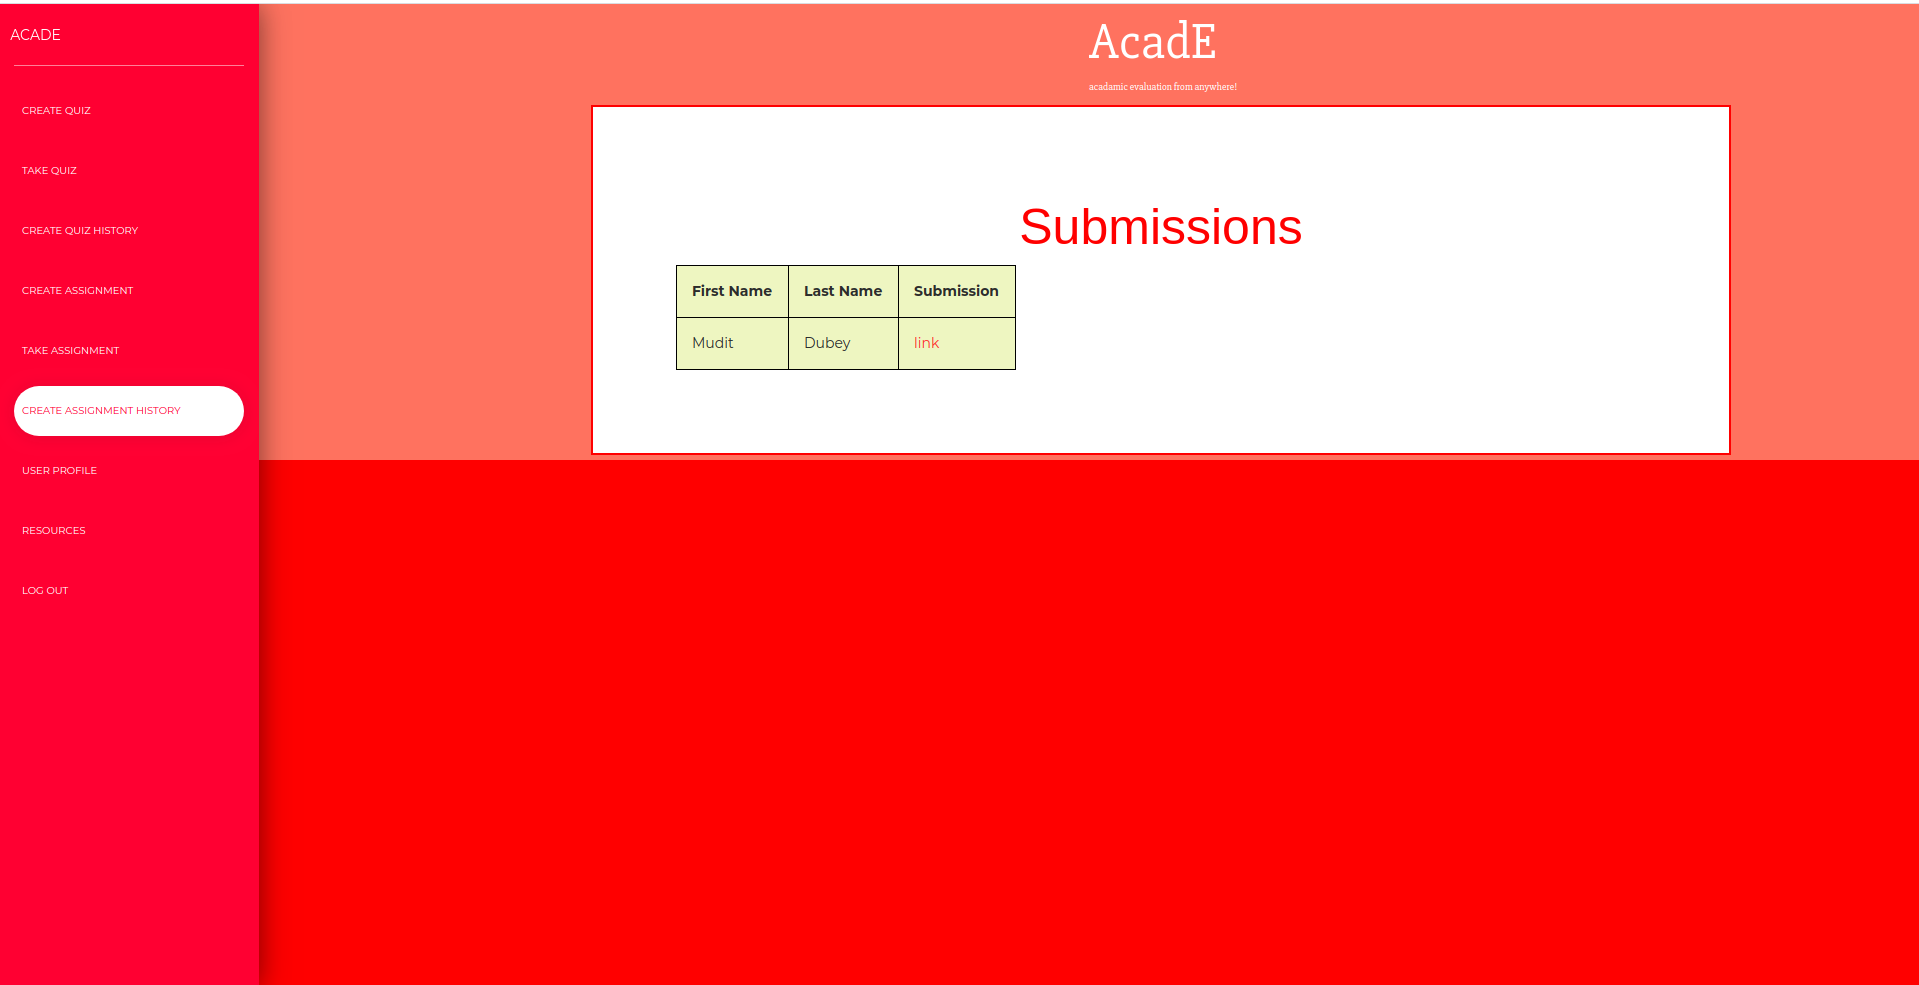 ACADE
CREATE QUIZ
TAKE QUIZ
CREATE QUIZ HISTORY
CREATE ASSIGNMENT
TAKE ASSIGNMENT
CREATE ASSIGNMENT HISTORY
USER PROFILE
RESOURCES
LOG OUT
AcadE
acadamic evaluation from anywhere!
Submissions
First Name Last Name Submission
Mudit Dubey link